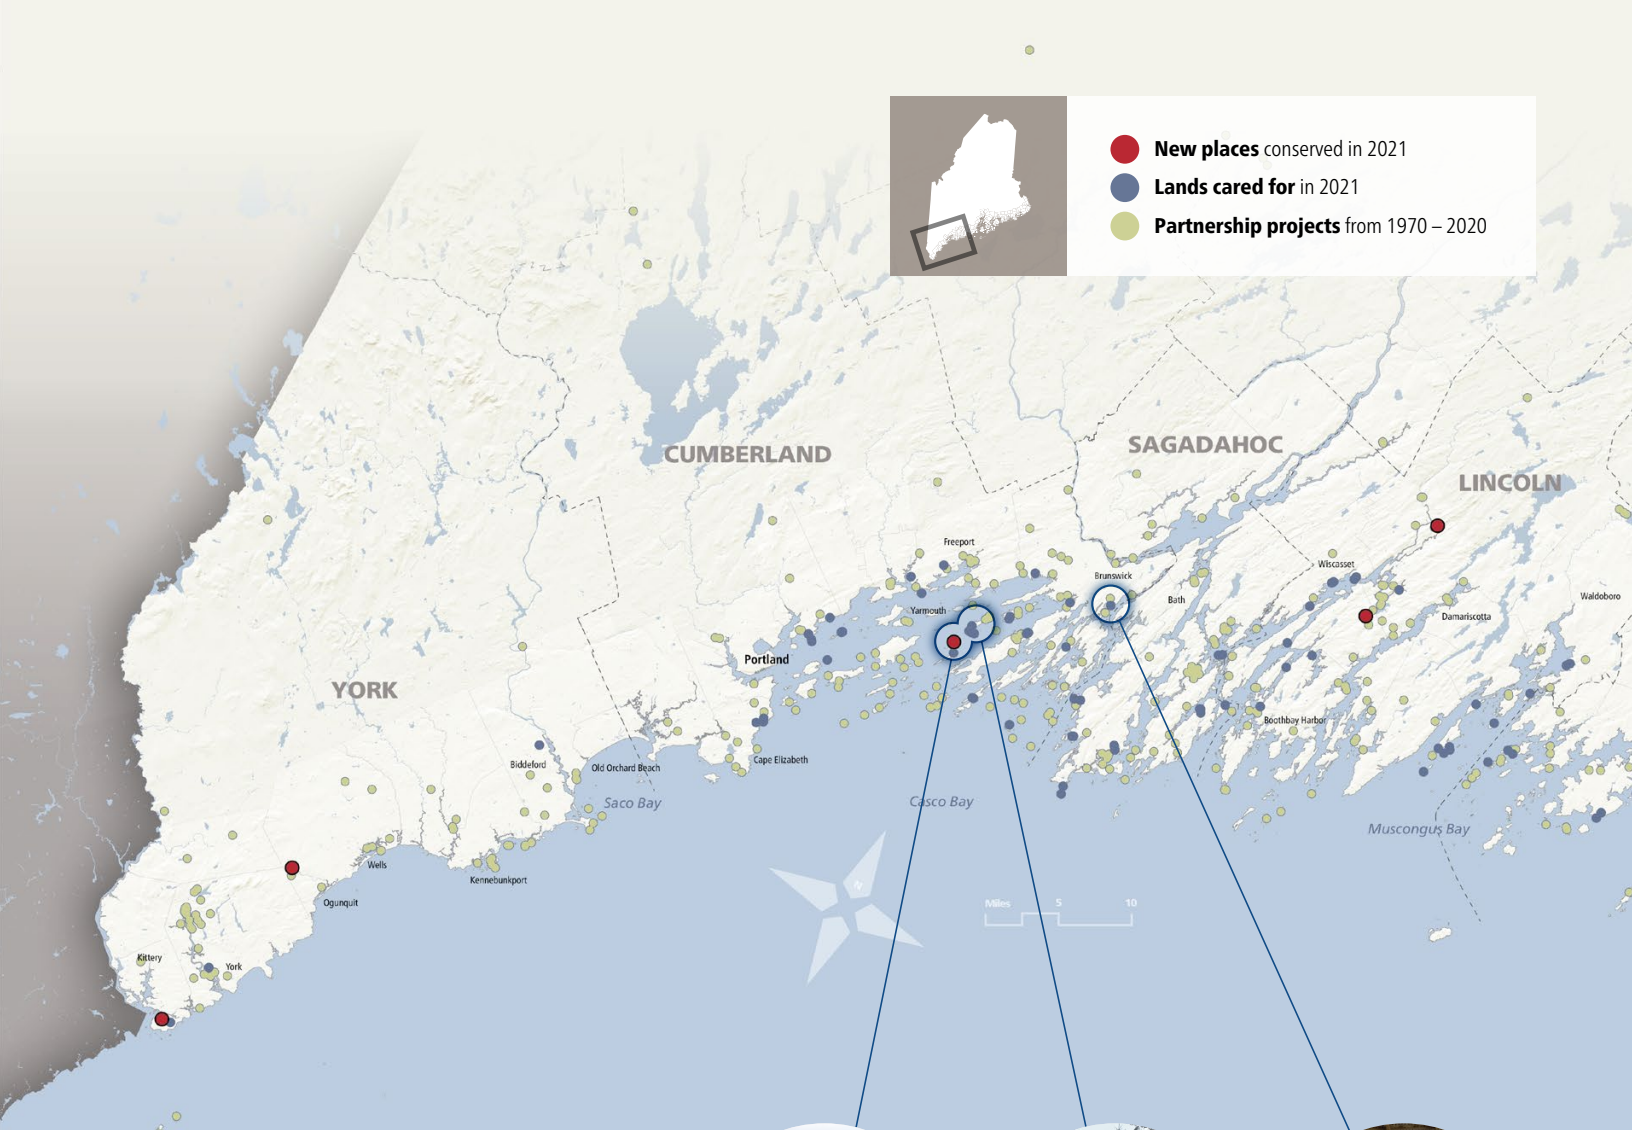 New places conserved in 2021
Lands cared for in 2021
Partnership projects from 1970 – 2020
CUMBERLAND
SAGADAHOC
LINCOLN
Freeport
Wiscasset
Brunswick
Bath
Waldoboro
Yarmouth
Damariscotta
Portland
YORK
Boothbay Harbor
Biddeford
Old Orchard Beach
Cape Elizabeth
Saco Bay
Casco Bay
Muscongus Bay
Wells
Kennebunkport
N
Ogunquit
Miles 5 10
Kittery
York